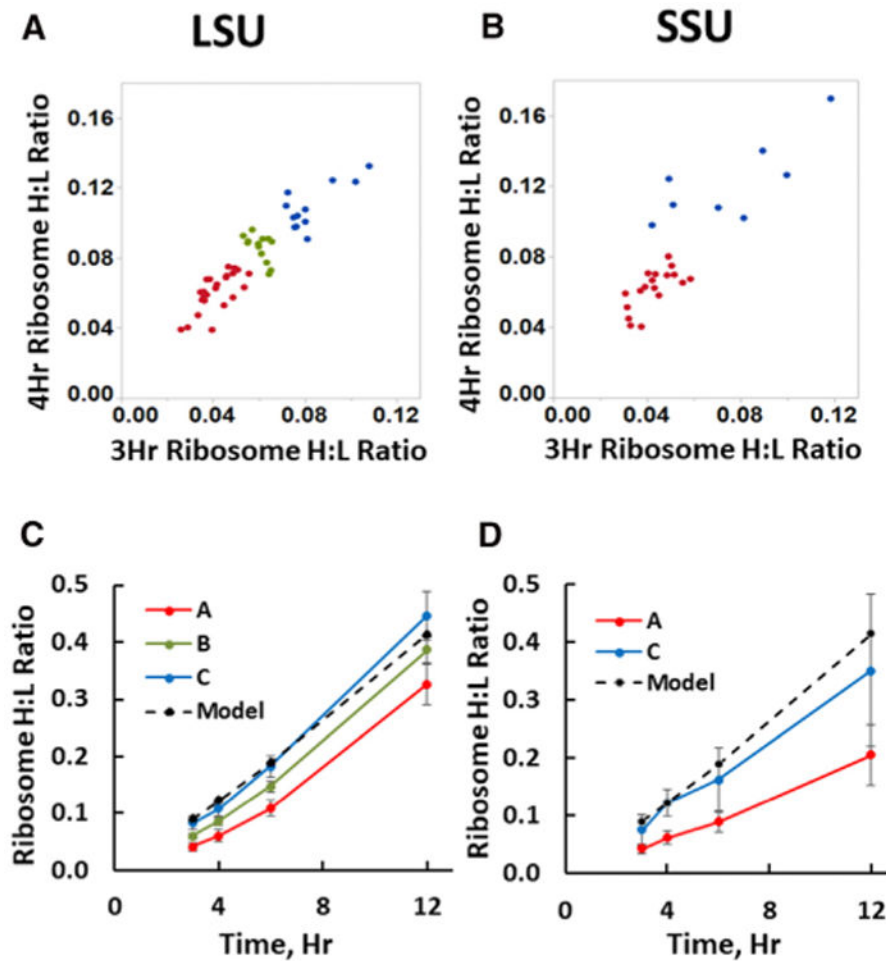 A LSU
4Hr Ribosome H:L Ratio
0.16
0.12
0.08
0.04
0.00
0.00 0.04 0.08 0.12
3Hr Ribosome H:L Ratio
B SSU
4Hr Ribosome H:L Ratio
0.16
0.12
0.08
0.04
0.00
0.00 0.04 0.08 0.12
3Hr Ribosome H:L Ratio
C
Ribosome H:L Ratio
0.5
0.4
0.3
0.2
0.1
0.0
A
B
C
Model
0 4 8 12
Time, Hr
D
Ribosome H:L Ratio
0.5
0.4
0.3
0.2
0.1
0.0
A
C
Model
0 4 8 12
Time, Hr